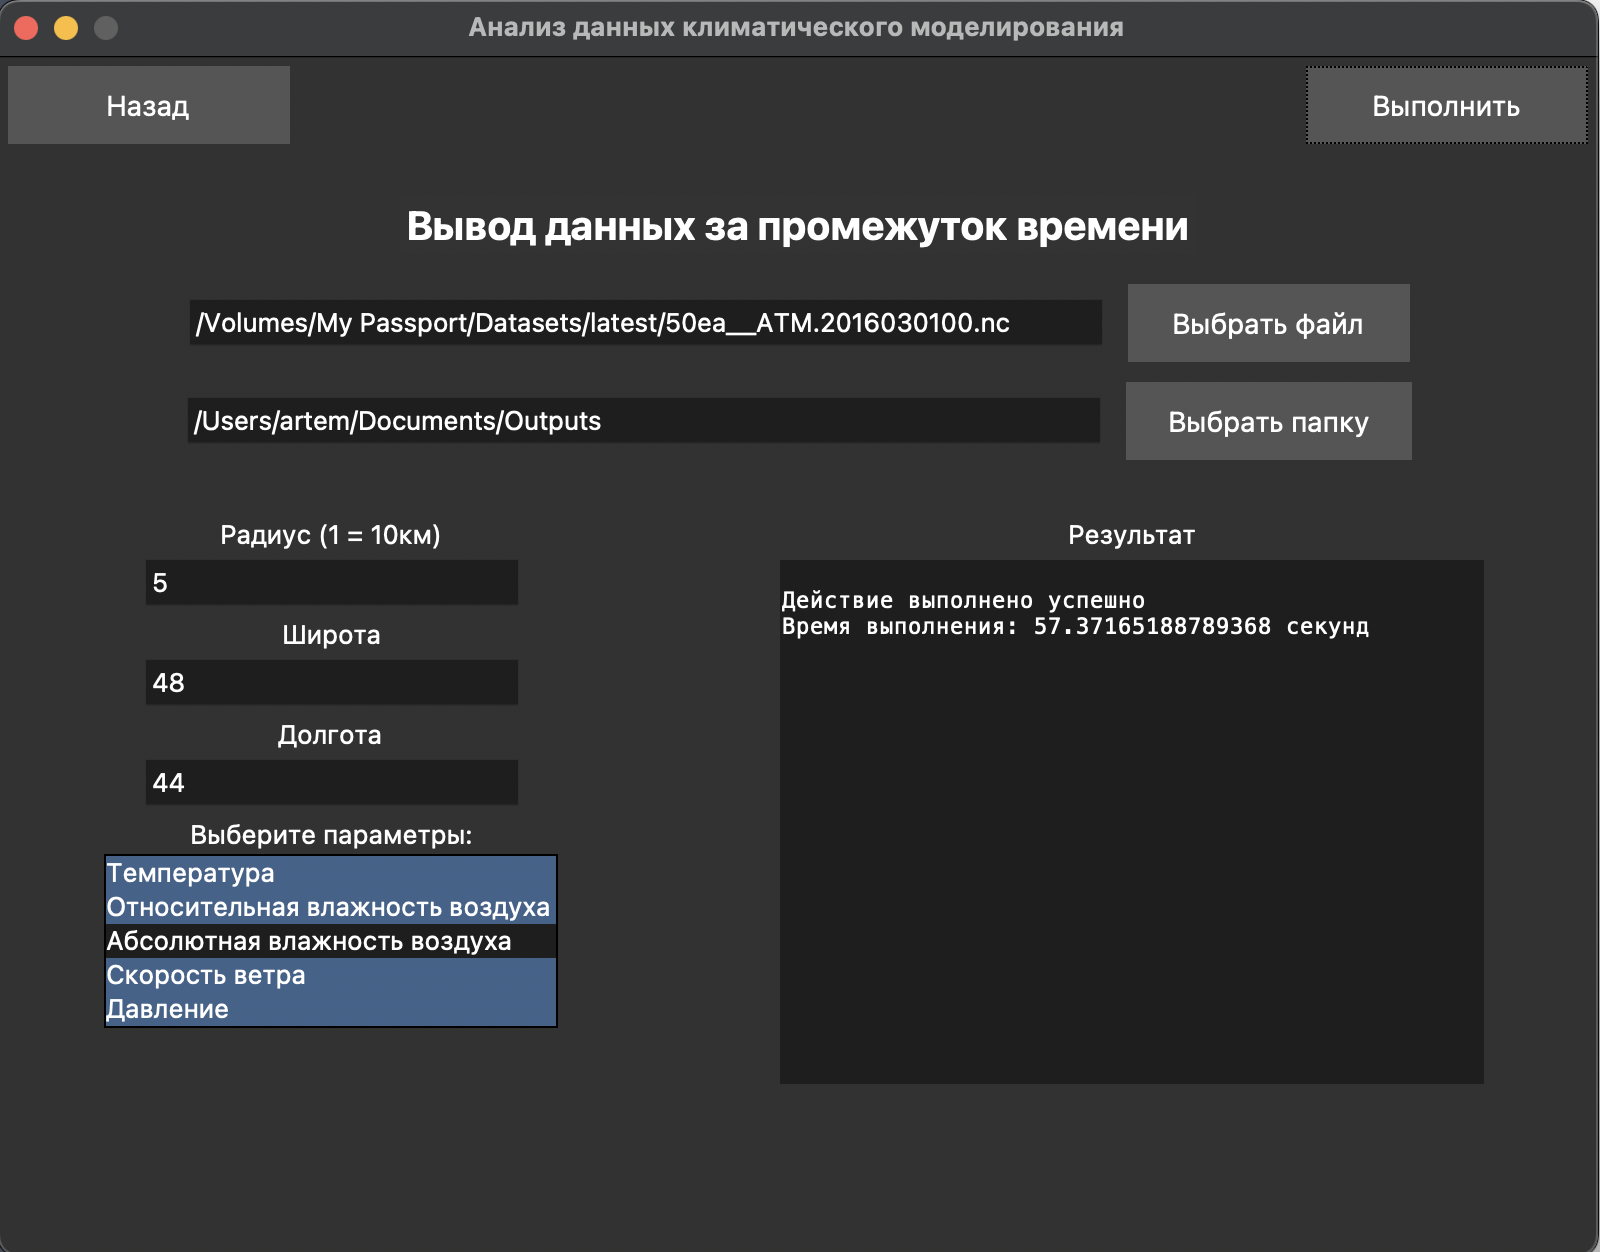 Анализ данных климатического моделирования
Назад
Выполнить
Вывод данных за промежуток времени
/Volumes/My Passport/Datasets/latest/50ea__ATM.2016030100.nc
Выбрать файл
/Users/artem/Documents/Outputs
Выбрать папку
Радиус (1 = 10км)
5
Широта
48
Долгота
44
Выберите параметры:
Температура
Относительная влажность воздуха
Абсолютная влажность воздуха
Скорость ветра
Давление
Результат
Действие выполнено успешно
Время выполнения: 57.37165188789368 секунд